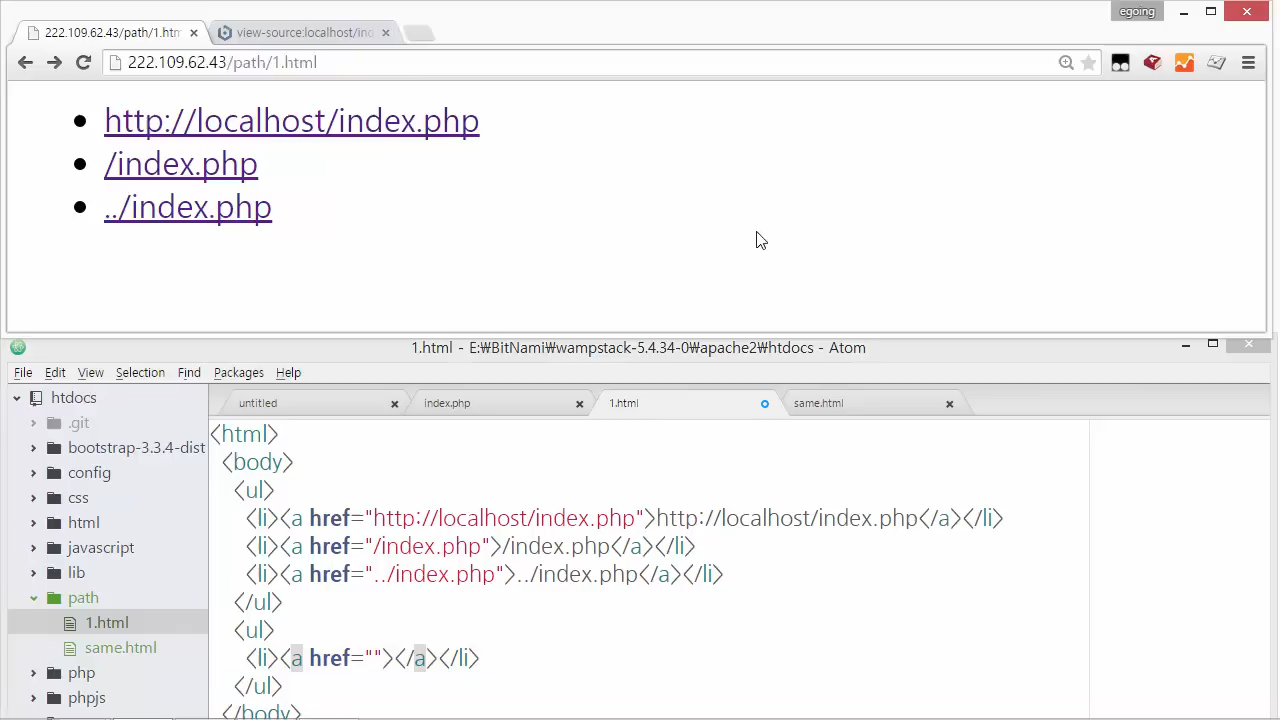 egoing
222.109.62.43/path/1.htm
view-source:localhost/ind
222.109.62.43/path/1.html
http://localhost/index.php
/index.php
../index.php
1.html - E:₩BitNami₩wampstack-5.4.34-0₩apache2₩htdocs - Atom
File Edit View Selection Find Packages Help
htdocs
.git
bootstrap-3.3.4-dist
config
css
html
javascript
lib
path
1.html
same.html
php
phpjs
untitled
index.php
1.html
same.html
<html>
<body>
<ul>
<li><a href="http://localhost/index.php">http://localhost/index.php</a></li>
<li><a href="/index.php">/index.php</a></li>
<li><a href="../index.php">../index.php</a></li>
</ul>
<ul>
<li><a href=""></a></li>
</ul>
</body>